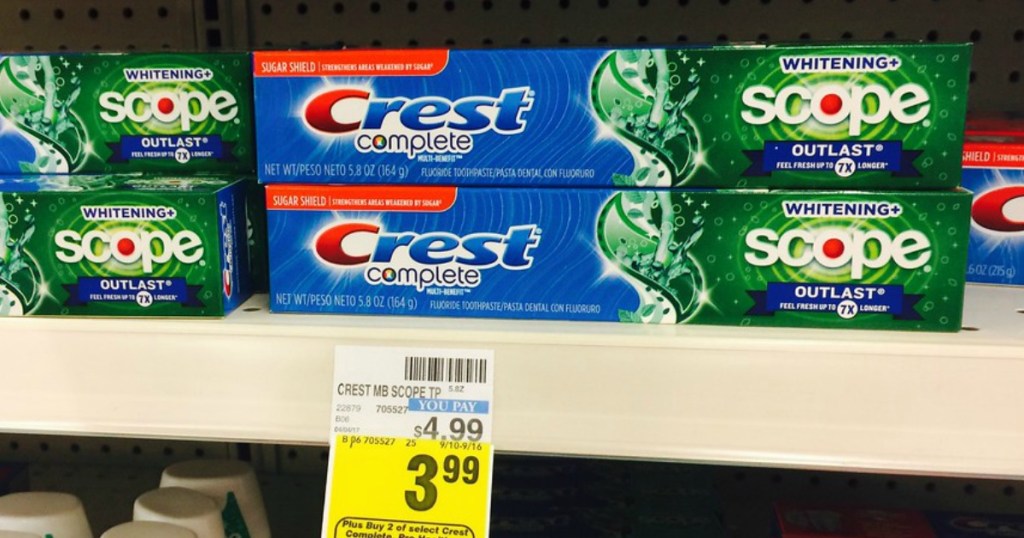 WHITENING+
scope
OUTLAST®
FEEL FRESH UP TO 7X LONGER*
SUGAR SHIELD | STRENGTHENS AREAS WEAKENED BY SUGAR*
Crest
complete
MULTI-BENEFIT™
NET WT/PESO NETO 5.8 OZ (164 g) FLUORIDE TOOTHPASTE/PASTA DENTAL CON FLUORURO
WHITENING+
scope
OUTLAST®
FEEL FRESH UP TO 7X LONGER*
HIELD | STRENGTHENS
WHITENING+
scope
OUTLAST®
FEEL FRESH UP TO 7X LONGER*
SUGAR SHIELD | STRENGTHENS AREAS WEAKENED BY SUGAR*
Crest
complete
MULTI-BENEFIT™
NET WT/PESO NETO 5.8 OZ (164 g) FLUORIDE TOOTHPASTE/PASTA DENTAL CON FLUORURO
WHITENING+
scope
OUTLAST®
FEEL FRESH UP TO 7X LONGER*
CREST MB SCOPE TP 5.8Z
22879 705527 YOU PAY
B06
$4.99
705527 25 9/10-9/16
3.99
Plus Buy 2 of select Crest
Complete,